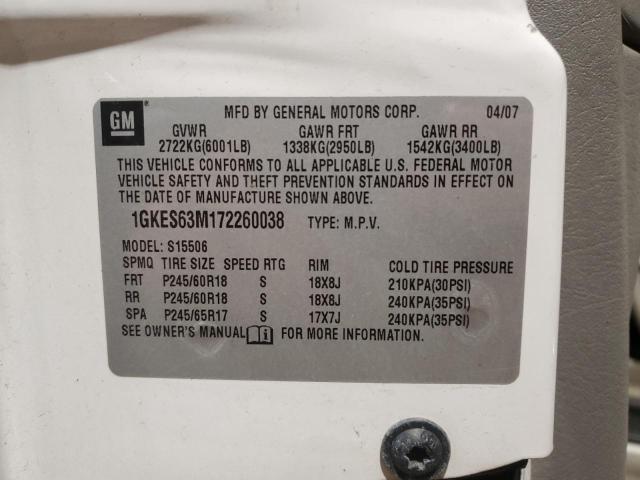 GM
MFD BY GENERAL MOTORS CORP. 04/07
GVWR GAWR FRT GAWR RR
2722KG(6001LB) 1338KG(2950LB) 1542KG(3400LB)
THIS VEHICLE CONFORMS TO ALL APPLICABLE U.S. FEDERAL MOTOR
VEHICLE SAFETY AND THEFT PREVENTION STANDARDS IN EFFECT ON
THE DATE OF MANUFACTURE SHOWN ABOVE.
1GKES63M172260038 TYPE: M.P.V.
MODEL: S15506
SPMQ TIRE SIZE SPEED RTG RIM COLD TIRE PRESSURE
FRT P245/60R18 S 18X8J 210KPA(30PSI)
RR P245/60R18 S 18X8J 240KPA(35PSI)
SPA P245/65R17 S 17X7J 240KPA(35PSI)
SEE OWNER'S MANUAL FOR MORE INFORMATION.